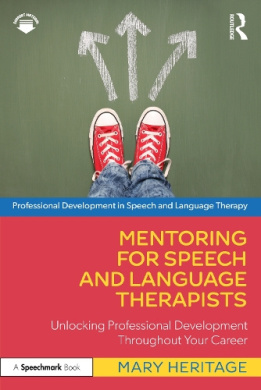 Routledge
Professional Development in Speech and Language Therapy
MENTORING
FOR SPEECH
AND LANGUAGE
THERAPISTS
Unlocking Professional Development
Throughout Your Career
A Speechmark Book
MARY HERITAGE